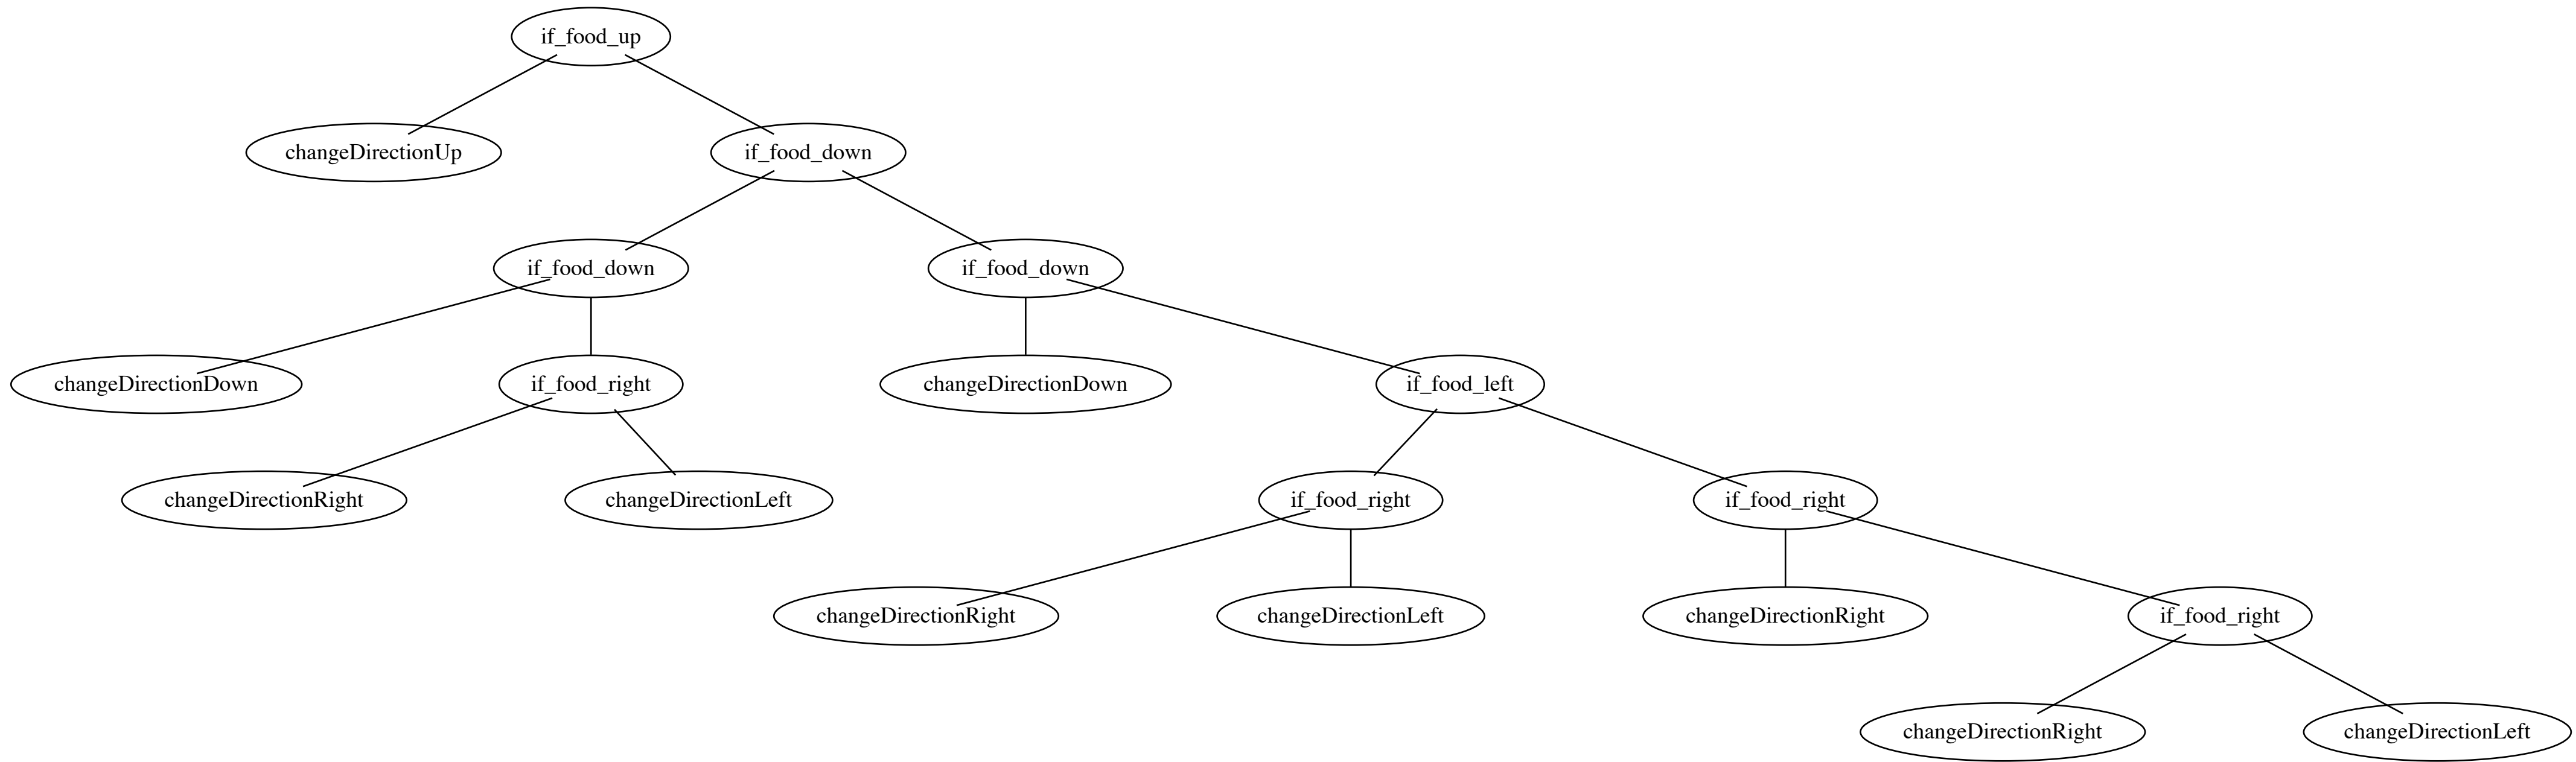 if_food_up
changeDirectionUp
if_food_down
if_food_down
if_food_down
changeDirectionDown
if_food_right
changeDirectionDown
if_food_left
changeDirectionRight
changeDirectionLeft
if_food_right
if_food_right
changeDirectionRight
changeDirectionLeft
changeDirectionRight
if_food_right
changeDirectionRight
changeDirectionLeft